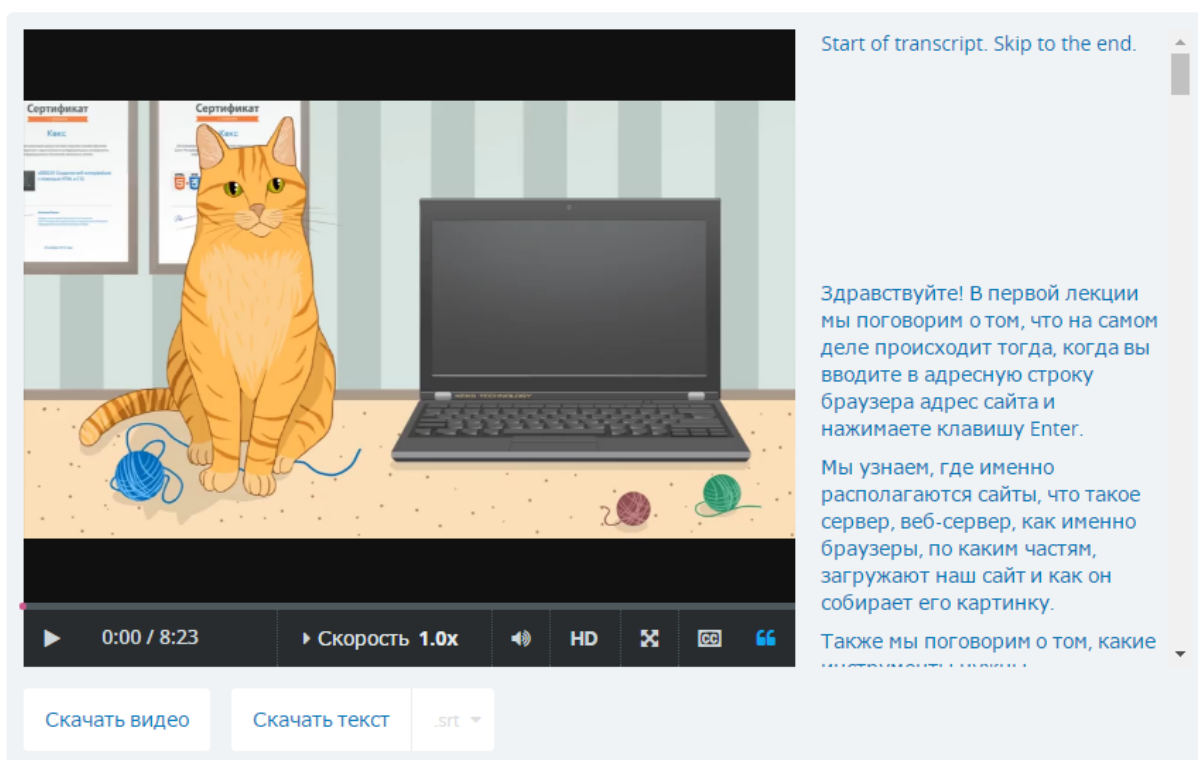 Start of transcript. Skip to the end.
Сертификат
Кекс
Сертификат
Кекс
KEKS TECHNOLOGY
Здравствуйте! В первой лекции
мы поговорим о том, что на самом
деле происходит тогда, когда вы
вводите в адресную строку
браузера адрес сайта и
нажимаете клавишу Enter.
Мы узнаем, где именно
располагаются сайты, что такое
сервер, веб-сервер, как именно
браузеры, по каким частям,
загружают наш сайт и как он
собирает его картинку.
Также мы поговорим о том, какие
0:00 / 8:23
Скорость 1.0x
HD
CC
Скачать видео
Скачать текст
.srt